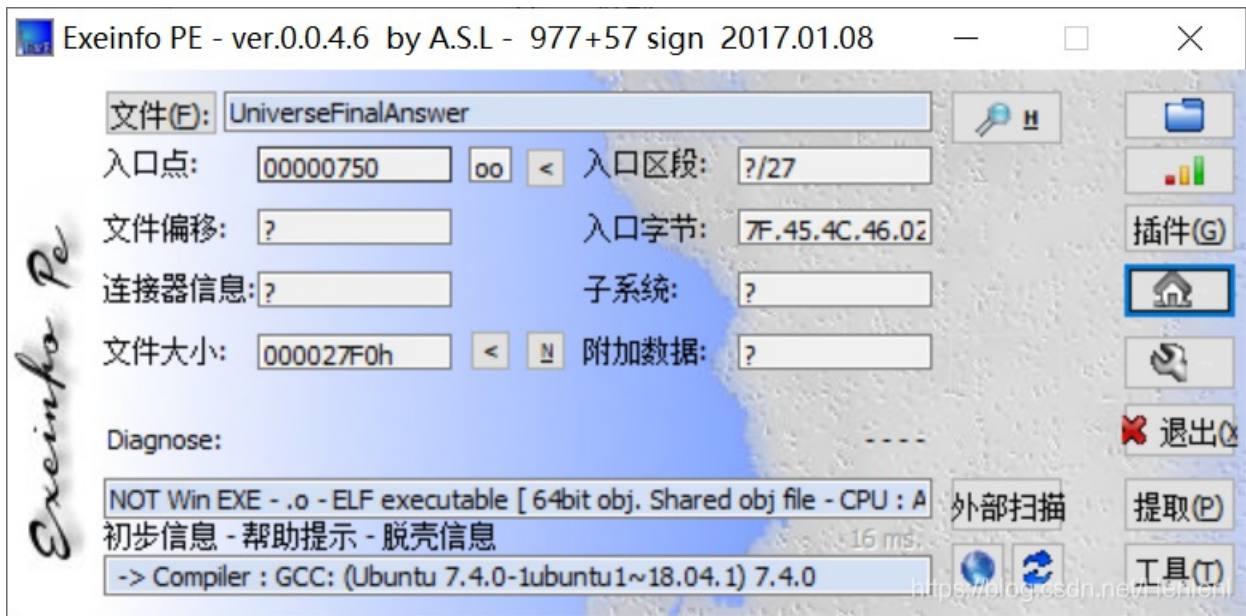 Exeinfo PE - ver.0.0.4.6 by A.S.L - 977+57 sign 2017.01.08
文件(F): UniverseFinalAnswer H
入口点: 00000750 oo < 入口区段: ?/27
文件偏移: ? 入口字节: 7F.45.4C.46.02 插件(G)
连接器信息: ? 子系统: ?
文件大小: 000027F0h < N 附加数据: ?
Exeinfo Pe
Diagnose: ---- 退出(X
NOT Win EXE - .o - ELF executable [ 64bit obj. Shared obj file - CPU : A 外部扫描 提取(P)
初步信息 - 帮助提示 - 脱壳信息 16 ms.
-> Compiler : GCC: (Ubuntu 7.4.0-1ubuntu1~18.04.1) 7.4.0 工具(T)